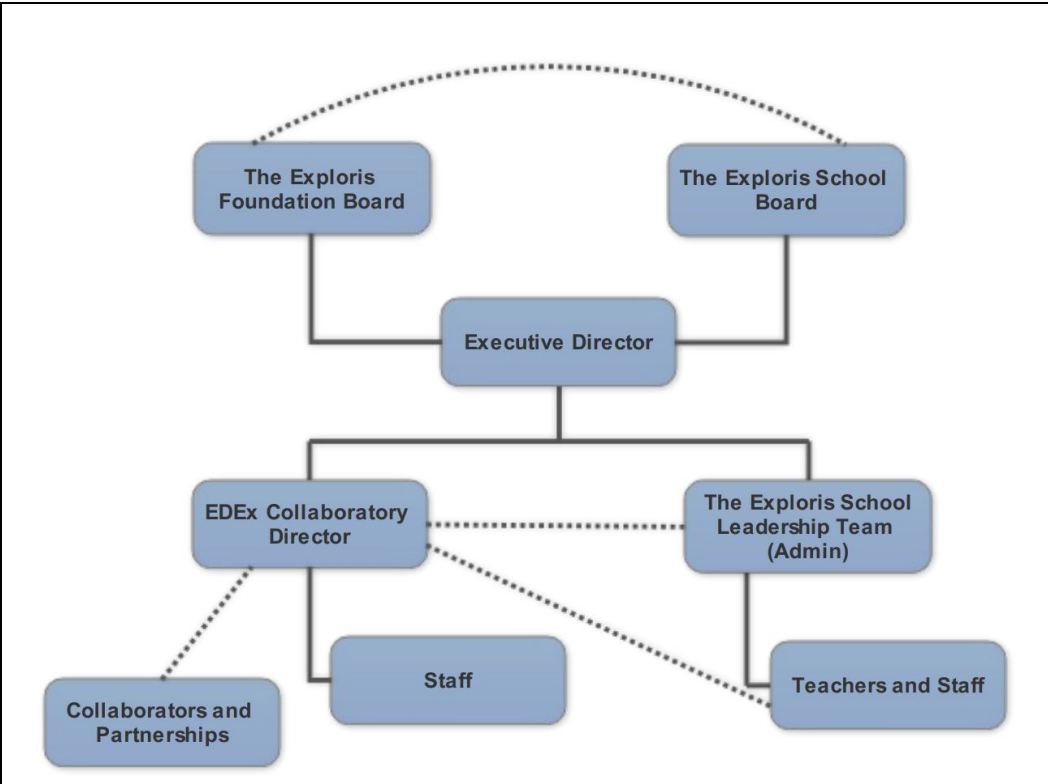 The Exploris
Foundation Board
The Exploris School
Board
Executive Director
EDEx Collaboratory
Director
The Exploris School
Leadership Team
(Admin)
Staff
Teachers and Staff
Collaborators and
Partnerships